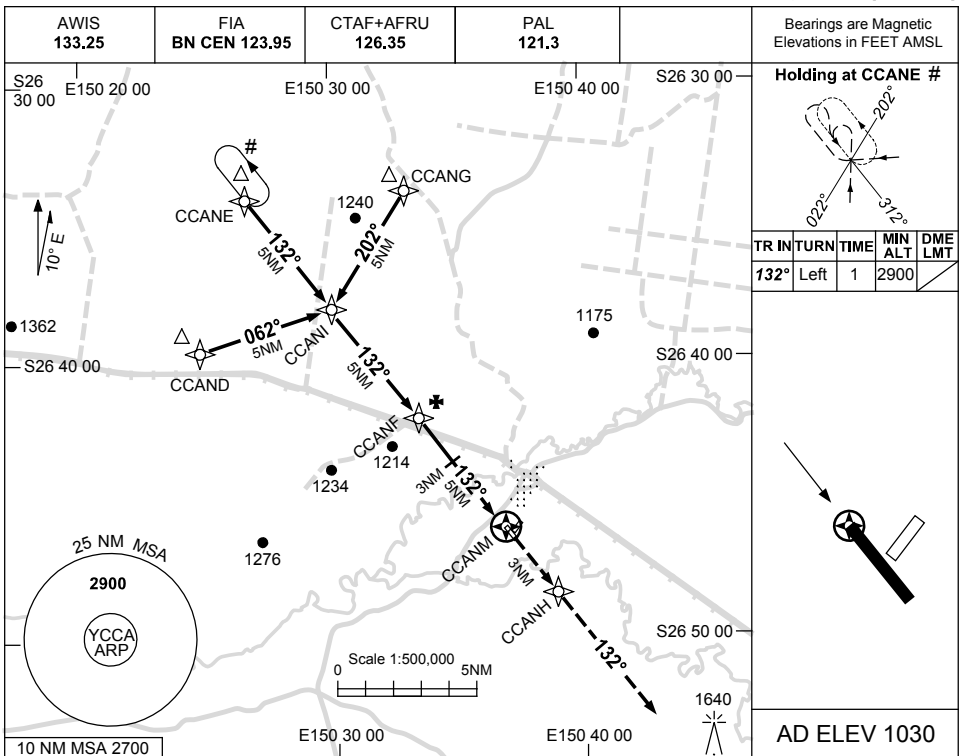 AWIS
133.25
FIA
BN CEN 123.95
CTAF+AFRU
126.35
PAL
121.3
Bearings are Magnetic
Elevations in FEET AMSL
S26
30 00
E150 20 00
E150 30 00
E150 40 00
S26 30 00
Holding at CCANE #
202°
022°
312°
TR IN TURN TIME MIN ALT DME LMT
132° Left 1 2900
#
CCANE
CCANG
1240
10° E
132°
5NM
202°
5NM
1362
062°
5NM
CCANI
1175
S26 40 00
CCAND
132°
5NM
S26 40 00
CCANF
1214
1234
3NM
132°
5NM
1276
CCANM
3NM
CCANH
25 NM MSA
2900
YCCA
ARP
S26 50 00
132°
Scale 1:500,000
0
5NM
1640
E150 30 00
E150 40 00
10 NM MSA 2700
AD ELEV 1030